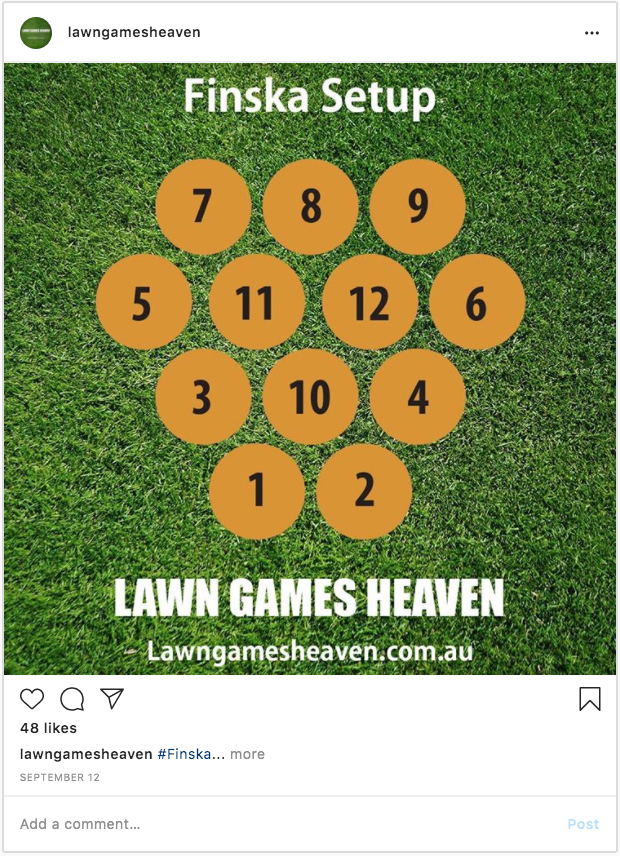 lawngamesheaven
Finska Setup
7 8 9
5 11 12 6
3 10 4
1 2
LAWN GAMES HEAVEN
Lawngamesheaven.com.au
48 likes
lawngamesheaven #Finska... more
SEPTEMBER 12
Add a comment... Post